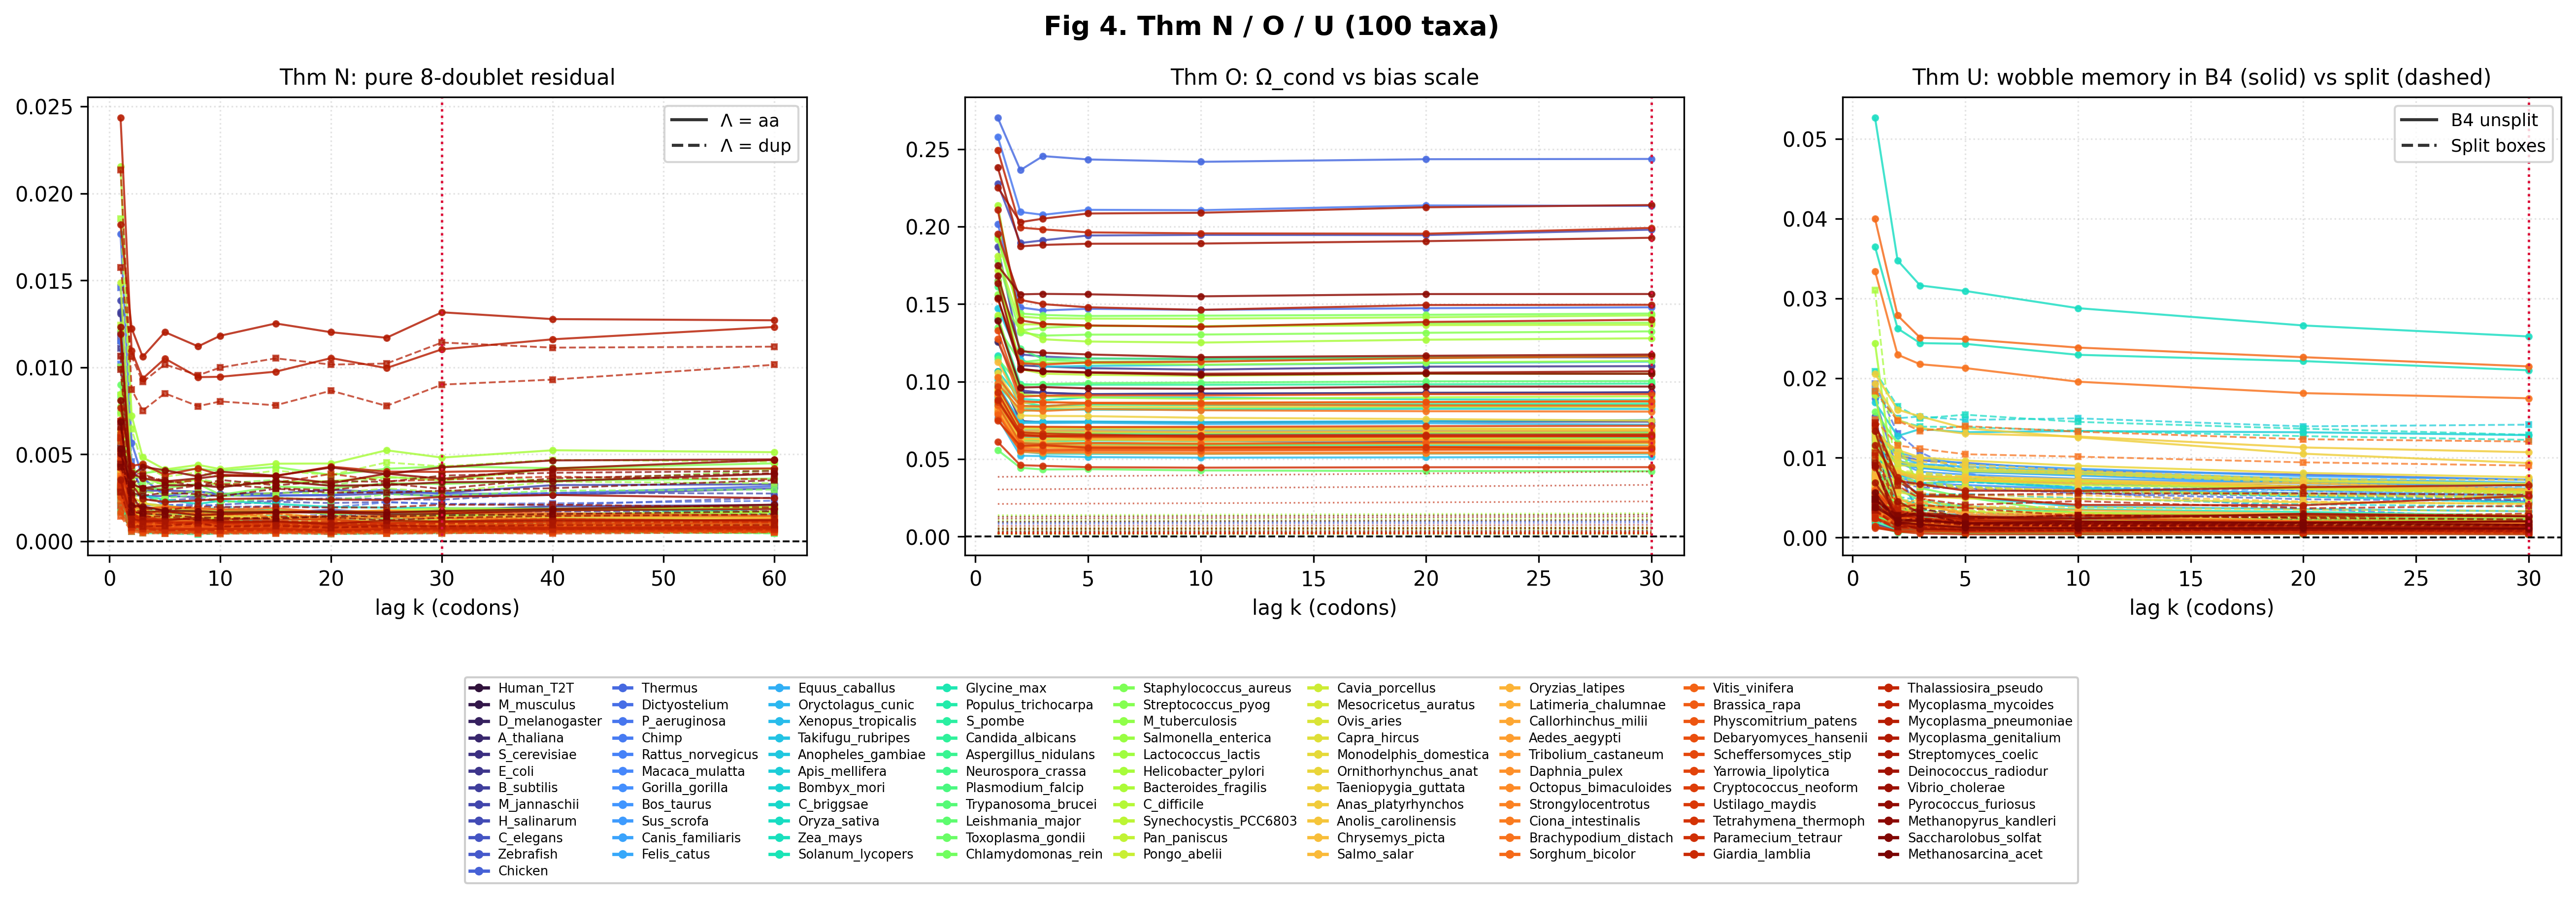 Fig 4. Thm N / O / U (100 taxa)
Thm N: pure 8-doublet residual
0.025
0.020
0.015
0.010
0.005
0.000
0 10 20 30 40 50 60
lag k (codons)
Λ = aa
Λ = dup
Thm O: Ω_cond vs bias scale
0.25
0.20
0.15
0.10
0.05
0.00
0 5 10 15 20 25 30
lag k (codons)
Thm U: wobble memory in B4 (solid) vs split (dashed)
0.05
0.04
0.03
0.02
0.01
0.00
0 5 10 15 20 25 30
lag k (codons)
B4 unsplit
Split boxes
Human_T2T
M_musculus
D_melanogaster
A_thaliana
S_cerevisiae
E_coli
B_subtilis
M_jannaschii
H_salinarum
C_elegans
Zebrafish
Chicken
Thermus
Dictyostelium
P_aeruginosa
Chimp
Rattus_norvegicus
Macaca_mulatta
Gorilla_gorilla
Bos_taurus
Sus_scrofa
Canis_familiaris
Felis_catus
Equus_caballus
Oryctolagus_cunic
Xenopus_tropicalis
Takifugu_rubripes
Anopheles_gambiae
Apis_mellifera
Bombyx_mori
C_briggsae
Oryza_sativa
Zea_mays
Solanum_lycopers
Glycine_max
Populus_trichocarpa
S_pombe
Candida_albicans
Aspergillus_nidulans
Neurospora_crassa
Plasmodium_falcip
Trypanosoma_brucei
Leishmania_major
Toxoplasma_gondii
Chlamydomonas_rein
Staphylococcus_aureus
Streptococcus_pyog
M_tuberculosis
Salmonella_enterica
Lactococcus_lactis
Helicobacter_pylori
Bacteroides_fragilis
C_difficile
Synechocystis_PCC6803
Pan_paniscus
Pongo_abelii
Cavia_porcellus
Mesocricetus_auratus
Ovis_aries
Capra_hircus
Monodelphis_domestica
Ornithorhynchus_anat
Taeniopygia_guttata
Anas_platyrhynchos
Anolis_carolinensis
Chrysemys_picta
Salmo_salar
Oryzias_latipes
Latimeria_chalumnae
Callorhinchus_milii
Aedes_aegypti
Tribolium_castaneum
Daphnia_pulex
Octopus_bimaculoides
Strongylocentrotus
Ciona_intestinalis
Brachypodium_distach
Sorghum_bicolor
Vitis_vinifera
Brassica_rapa
Physcomitrium_patens
Debaryomyces_hansenii
Scheffersomyces_stip
Yarrowia_lipolytica
Cryptococcus_neoform
Ustilago_maydis
Tetrahymena_thermoph
Paramecium_tetraur
Giardia_lamblia
Thalassiosira_pseudo
Mycoplasma_mycoides
Mycoplasma_pneumoniae
Mycoplasma_genitalium
Streptomyces_coelic
Deinococcus_radiodur
Vibrio_cholerae
Pyrococcus_furiosus
Methanopyrus_kandleri
Saccharolobus_solfat
Methanosarcina_acet